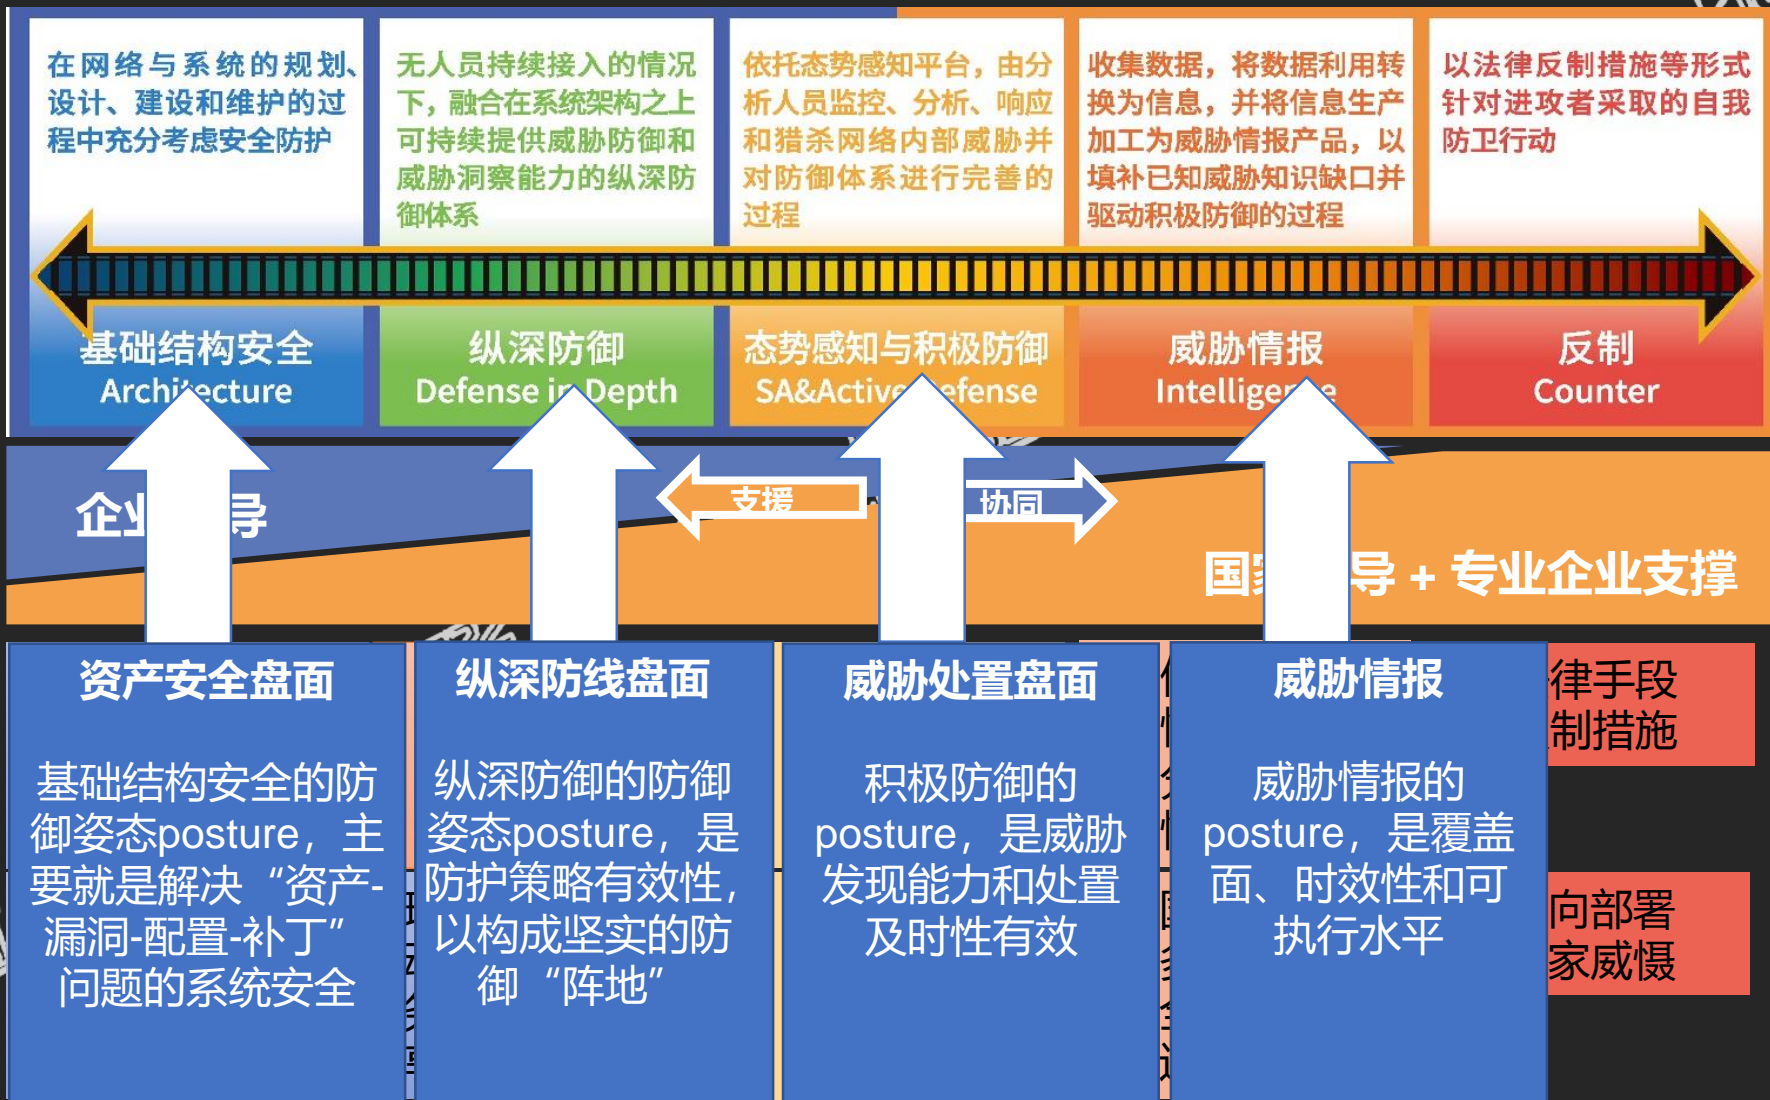 在网络与系统的规划、
设计、建设和维护的过
程中充分考虑安全防护
无人员持续接入的情况
下，融合在系统架构之上
可持续提供威胁防御和
威胁洞察能力的纵深防
御体系
依托态势感知平台，由分
析人员监控、分析、响应
和猎杀网络内部威胁并
对防御体系进行完善的
过程
收集数据，将数据利用转
换为信息，并将信息生产
加工为威胁情报产品，以
填补已知威胁知识缺口并
驱动积极防御的过程
以法律反制措施等形式
针对进攻者采取的自我
防卫行动
基础结构安全
Architecture
纵深防御
Defense in Depth
态势感知与积极防御
SA&Active Defense
威胁情报
Intelligence
反制
Counter
企业 导
支援
协同
国家 导 + 专业企业支撑
资产安全盘面
基础结构安全的防
御姿态posture，主
要就是解决“资产-
漏洞-配置-补丁”
问题的系统安全
纵深防线盘面
纵深防御的防御
姿态posture，是
防护策略有效性，
以构成坚实的防
御“阵地”
威胁处置盘面
积极防御的
posture，是威胁
发现能力和处置
及时性有效
威胁情报
威胁情报的
posture，是覆盖
面、时效性和可
执行水平
律手段
制措施
向部署
家威慑